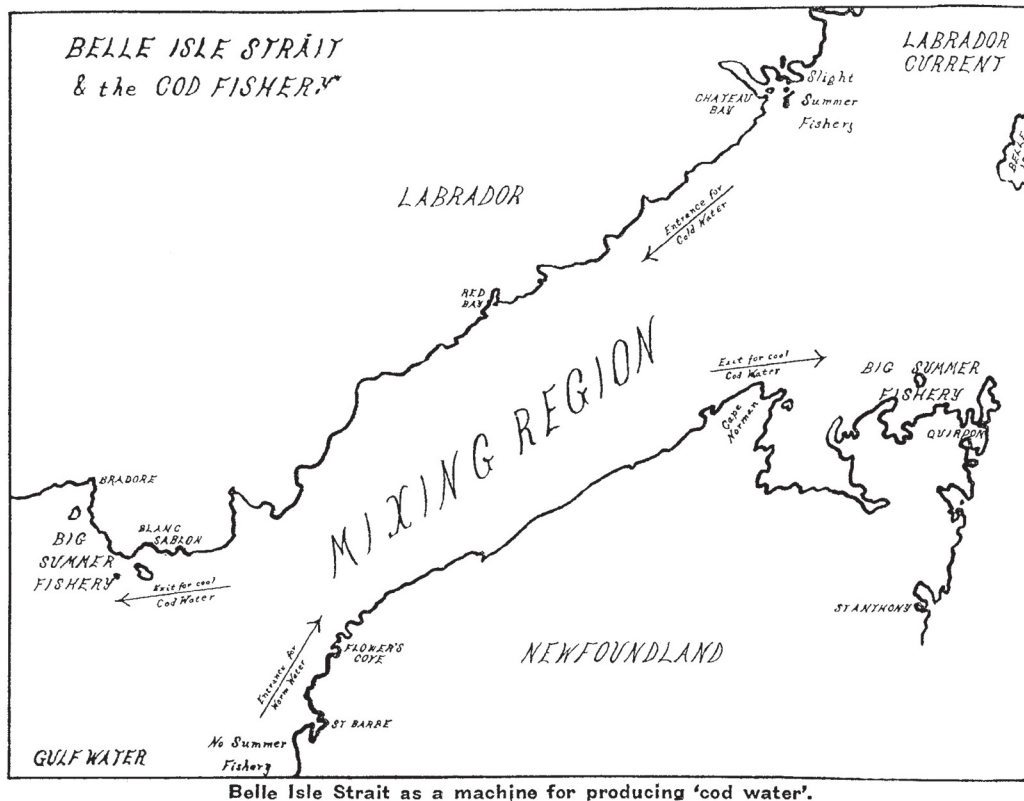 BELLE ISLE STRAIT
& the COD FISHERY
LABRADOR
CURRENT
Slight
Summer
Fishery
CHATEAU
BAY
BELLE
LABRADOR
Entrance for
Cold Water
RED
BAY
MIXING REGION
Exit for cool
Cod Water
BIG SUMMER
FISHERY
Cape
Norman
QUIRPON
BRADORE
BLANC
SABLON
BIG
SUMMER
FISHERY
Exit for cool
Cod Water
ST ANTHONY
Entrance for
Warm Water
FLOWER'S
COVE
NEWFOUNDLAND
ST BARBE
No Summer
Fishery
GULF WATER
Belle Isle Strait as a machine for producing 'cod water'.